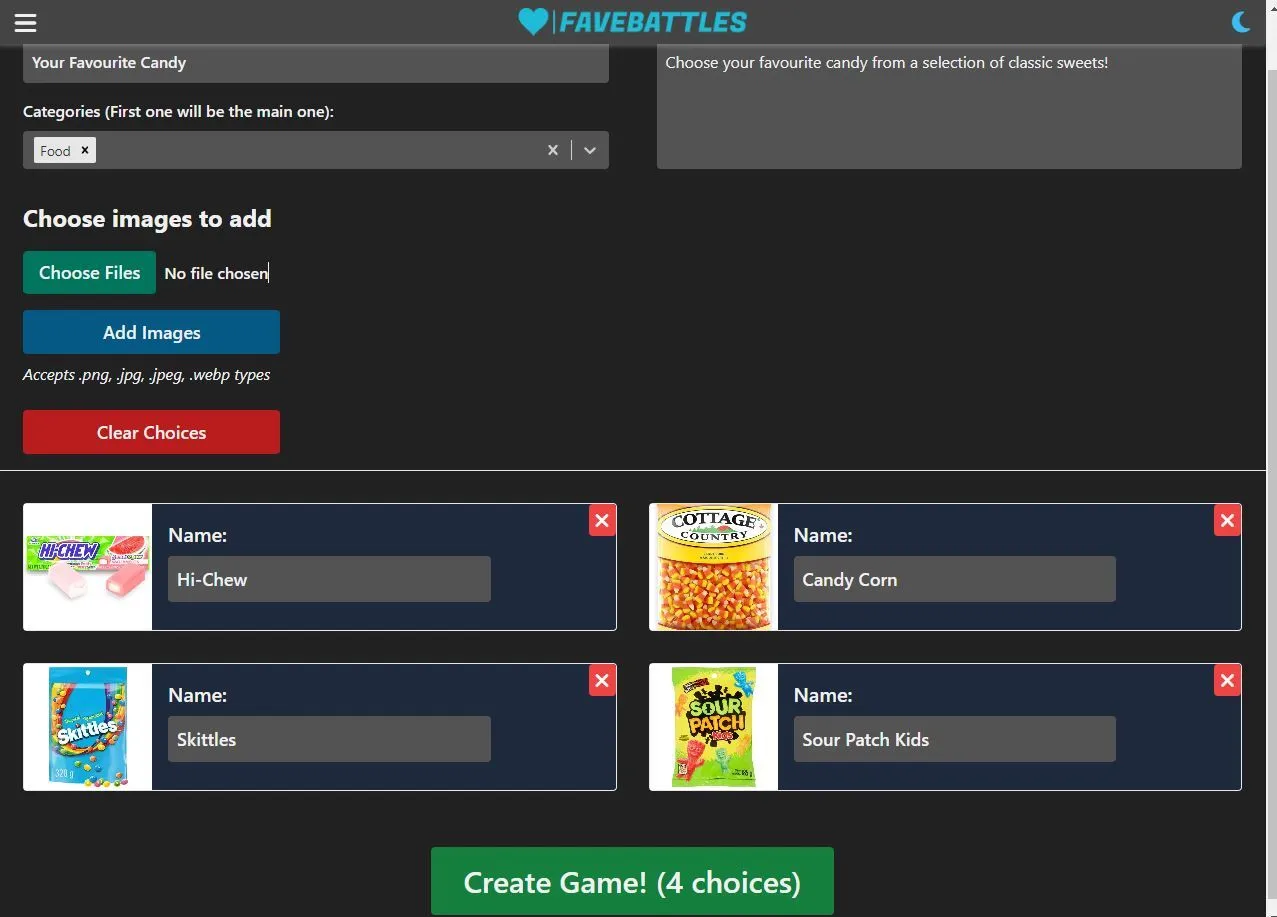 FAVEBATTLES
Your Favourite Candy
Choose your favourite candy from a selection of classic sweets!
Categories (First one will be the main one):
Food
Choose images to add
Choose Files No file chosen
Add Images
Accepts .png, .jpg, .jpeg, .webp types
Clear Choices
HI-CHEW
Name:
Hi-Chew
COTTAGE
COUNTRY
Name:
Candy Corn
Skittles
320 g
Name:
Skittles
SOUR
PATCH
Kids
Name:
Sour Patch Kids
Create Game! (4 choices)